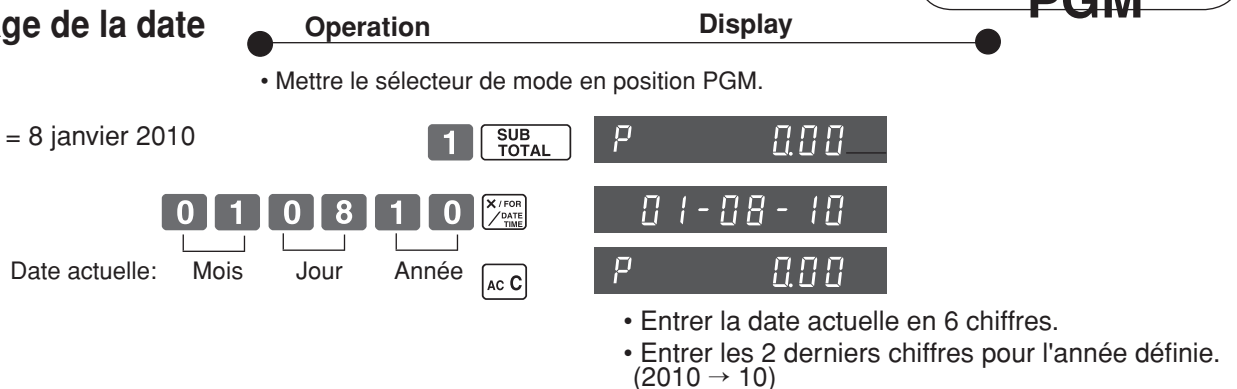 ge de la date
Operation Display
PGM
• Mettre le sélecteur de mode en position PGM.
= 8 janvier 2010
1 SUB TOTAL P 0.00
0 1 0 8 1 0 X / FOR / DATE TIME 01-08-10
Date actuelle: Mois Jour Année AC C P 0.00
• Entrer la date actuelle en 6 chiffres.
• Entrer les 2 derniers chiffres pour l'année définie.
(2010 → 10)